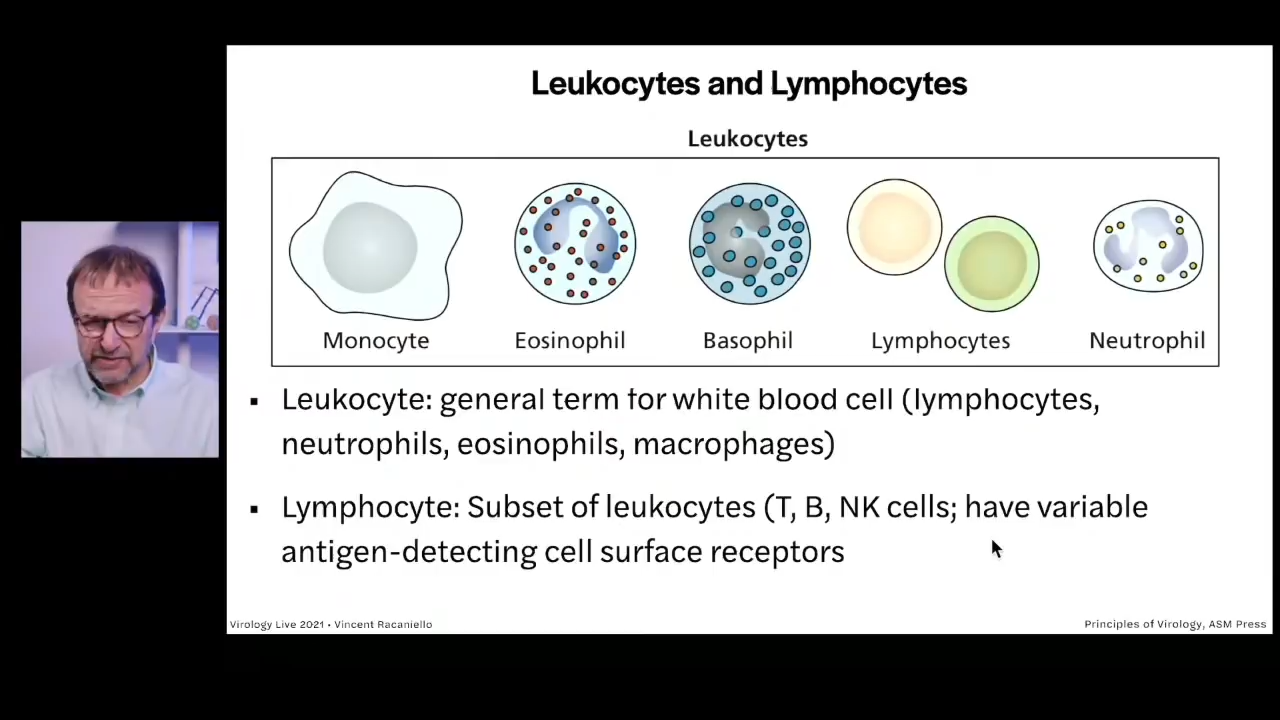 Leukocytes and Lymphocytes
Leukocytes
Monocyte
Eosinophil
Basophil
Lymphocytes
Neutrophil
▪ Leukocyte: general term for white blood cell (lymphocytes,
neutrophils, eosinophils, macrophages)
▪ Lymphocyte: Subset of leukocytes (T, B, NK cells; have variable
antigen-detecting cell surface receptors
Virology Live 2021 • Vincent Racaniello
Principles of Virology, ASM Press